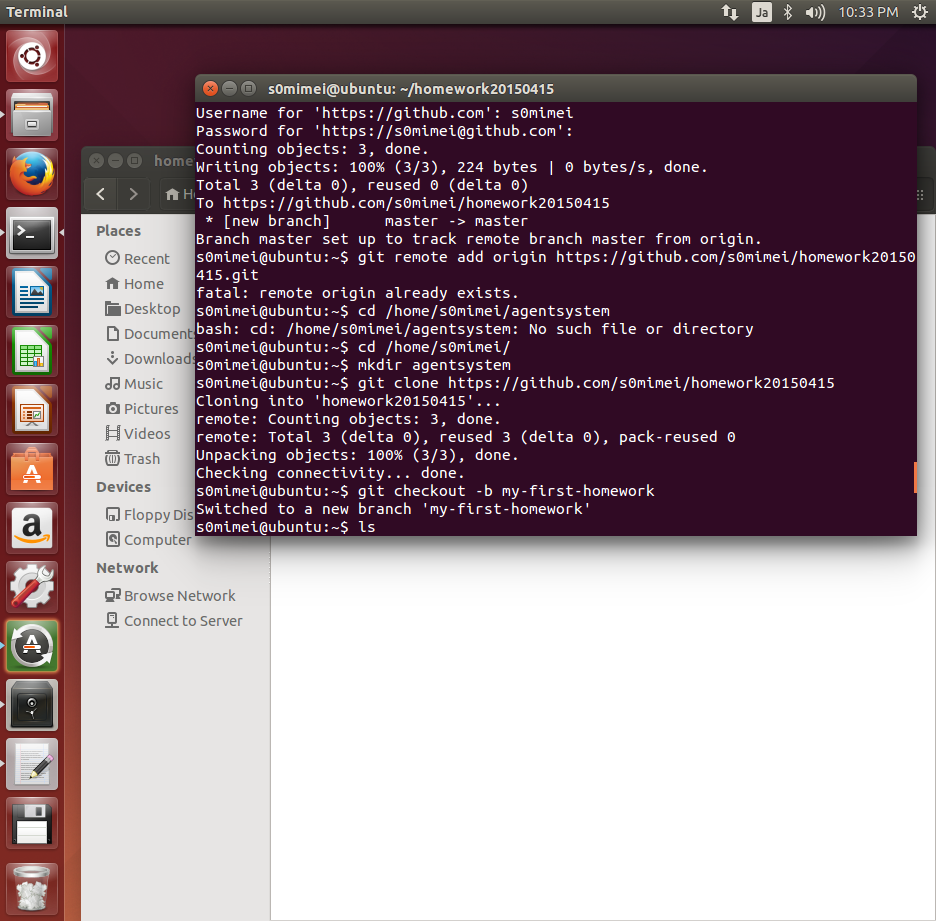 Terminal
Ja
10:33 PM
s0mimei@ubuntu: ~/homework20150415
Username for 'https://github.com': s0mimei
Password for 'https://s0mimei@github.com':
Counting objects: 3, done.
Writing objects: 100% (3/3), 224 bytes | 0 bytes/s, done.
Total 3 (delta 0), reused 0 (delta 0)
To https://github.com/s0mimei/homework20150415
 * [new branch]      master -> master
Branch master set up to track remote branch master from origin.
s0mimei@ubuntu:~$ git remote add origin https://github.com/s0mimei/homework20150
415.git
fatal: remote origin already exists.
s0mimei@ubuntu:~$ cd /home/s0mimei/agentsystem
bash: cd: /home/s0mimei/agentsystem: No such file or directory
s0mimei@ubuntu:~$ cd /home/s0mimei/
s0mimei@ubuntu:~$ mkdir agentsystem
s0mimei@ubuntu:~$ git clone https://github.com/s0mimei/homework20150415
Cloning into 'homework20150415'...
remote: Counting objects: 3, done.
remote: Total 3 (delta 0), reused 3 (delta 0), pack-reused 0
Unpacking objects: 100% (3/3), done.
Checking connectivity... done.
s0mimei@ubuntu:~$ git checkout -b my-first-homework
Switched to a new branch 'my-first-homework'
s0mimei@ubuntu:~$ ls
home
Places
Recent
Home
Desktop
Documents
Downloads
Music
Pictures
Videos
Trash
Devices
Floppy Dis
Computer
Network
Browse Network
Connect to Server